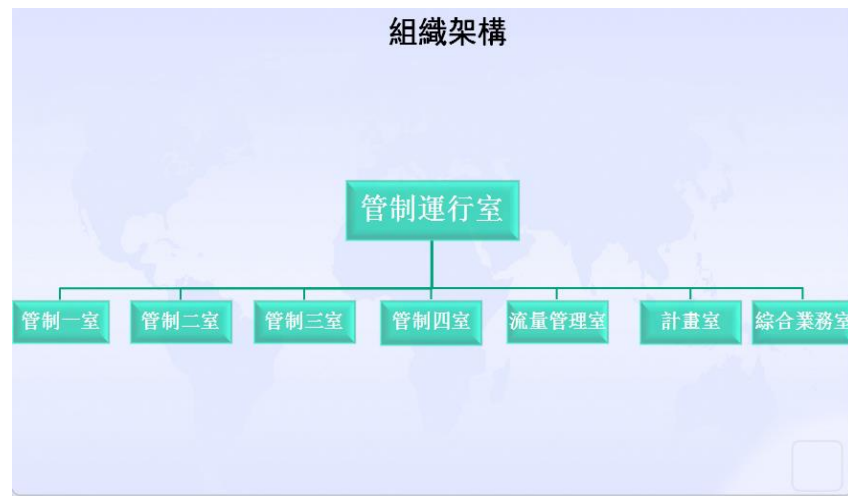 組織架構
管制運行室
管制一室
管制二室
管制三室
管制四室
流量管理室
計畫室
綜合業務室